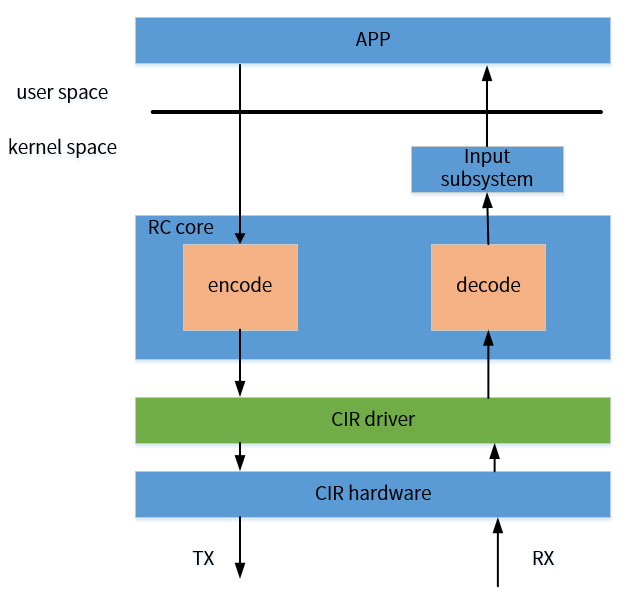 APP
user space
kernel space
Input
subsystem
RC core
encode
decode
CIR driver
CIR hardware
TX
RX